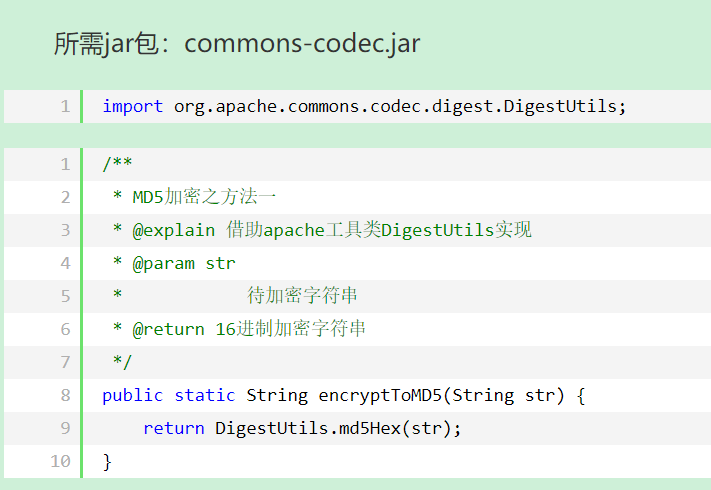 所需jar包：commons-codec.jar
1 import org.apache.commons.codec.digest.DigestUtils;
1 /**
2  * MD5加密之方法一
3  * @explain 借助apache工具类DigestUtils实现
4  * @param str
5  *            待加密字符串
6  * @return 16进制加密字符串
7  */
8 public static String encryptToMD5(String str) {
9     return DigestUtils.md5Hex(str);
10 }